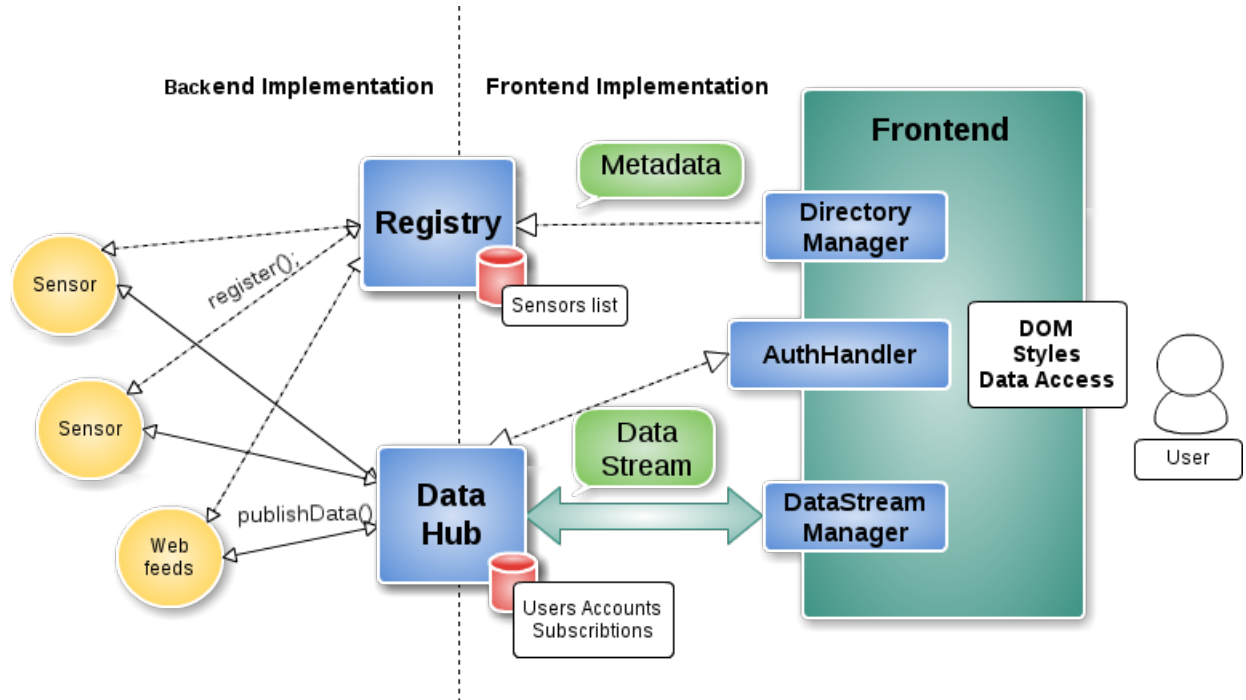 Backend Implementation
Frontend Implementation
Frontend
Metadata
Registry
Directory
Manager
Sensor
register();
Sensors list
AuthHandler
DOM
Styles
Data Access
Sensor
Data
Stream
User
Data
Hub
publishData()
DataStream
Manager
Web
feeds
Users Accounts
Subscribtions